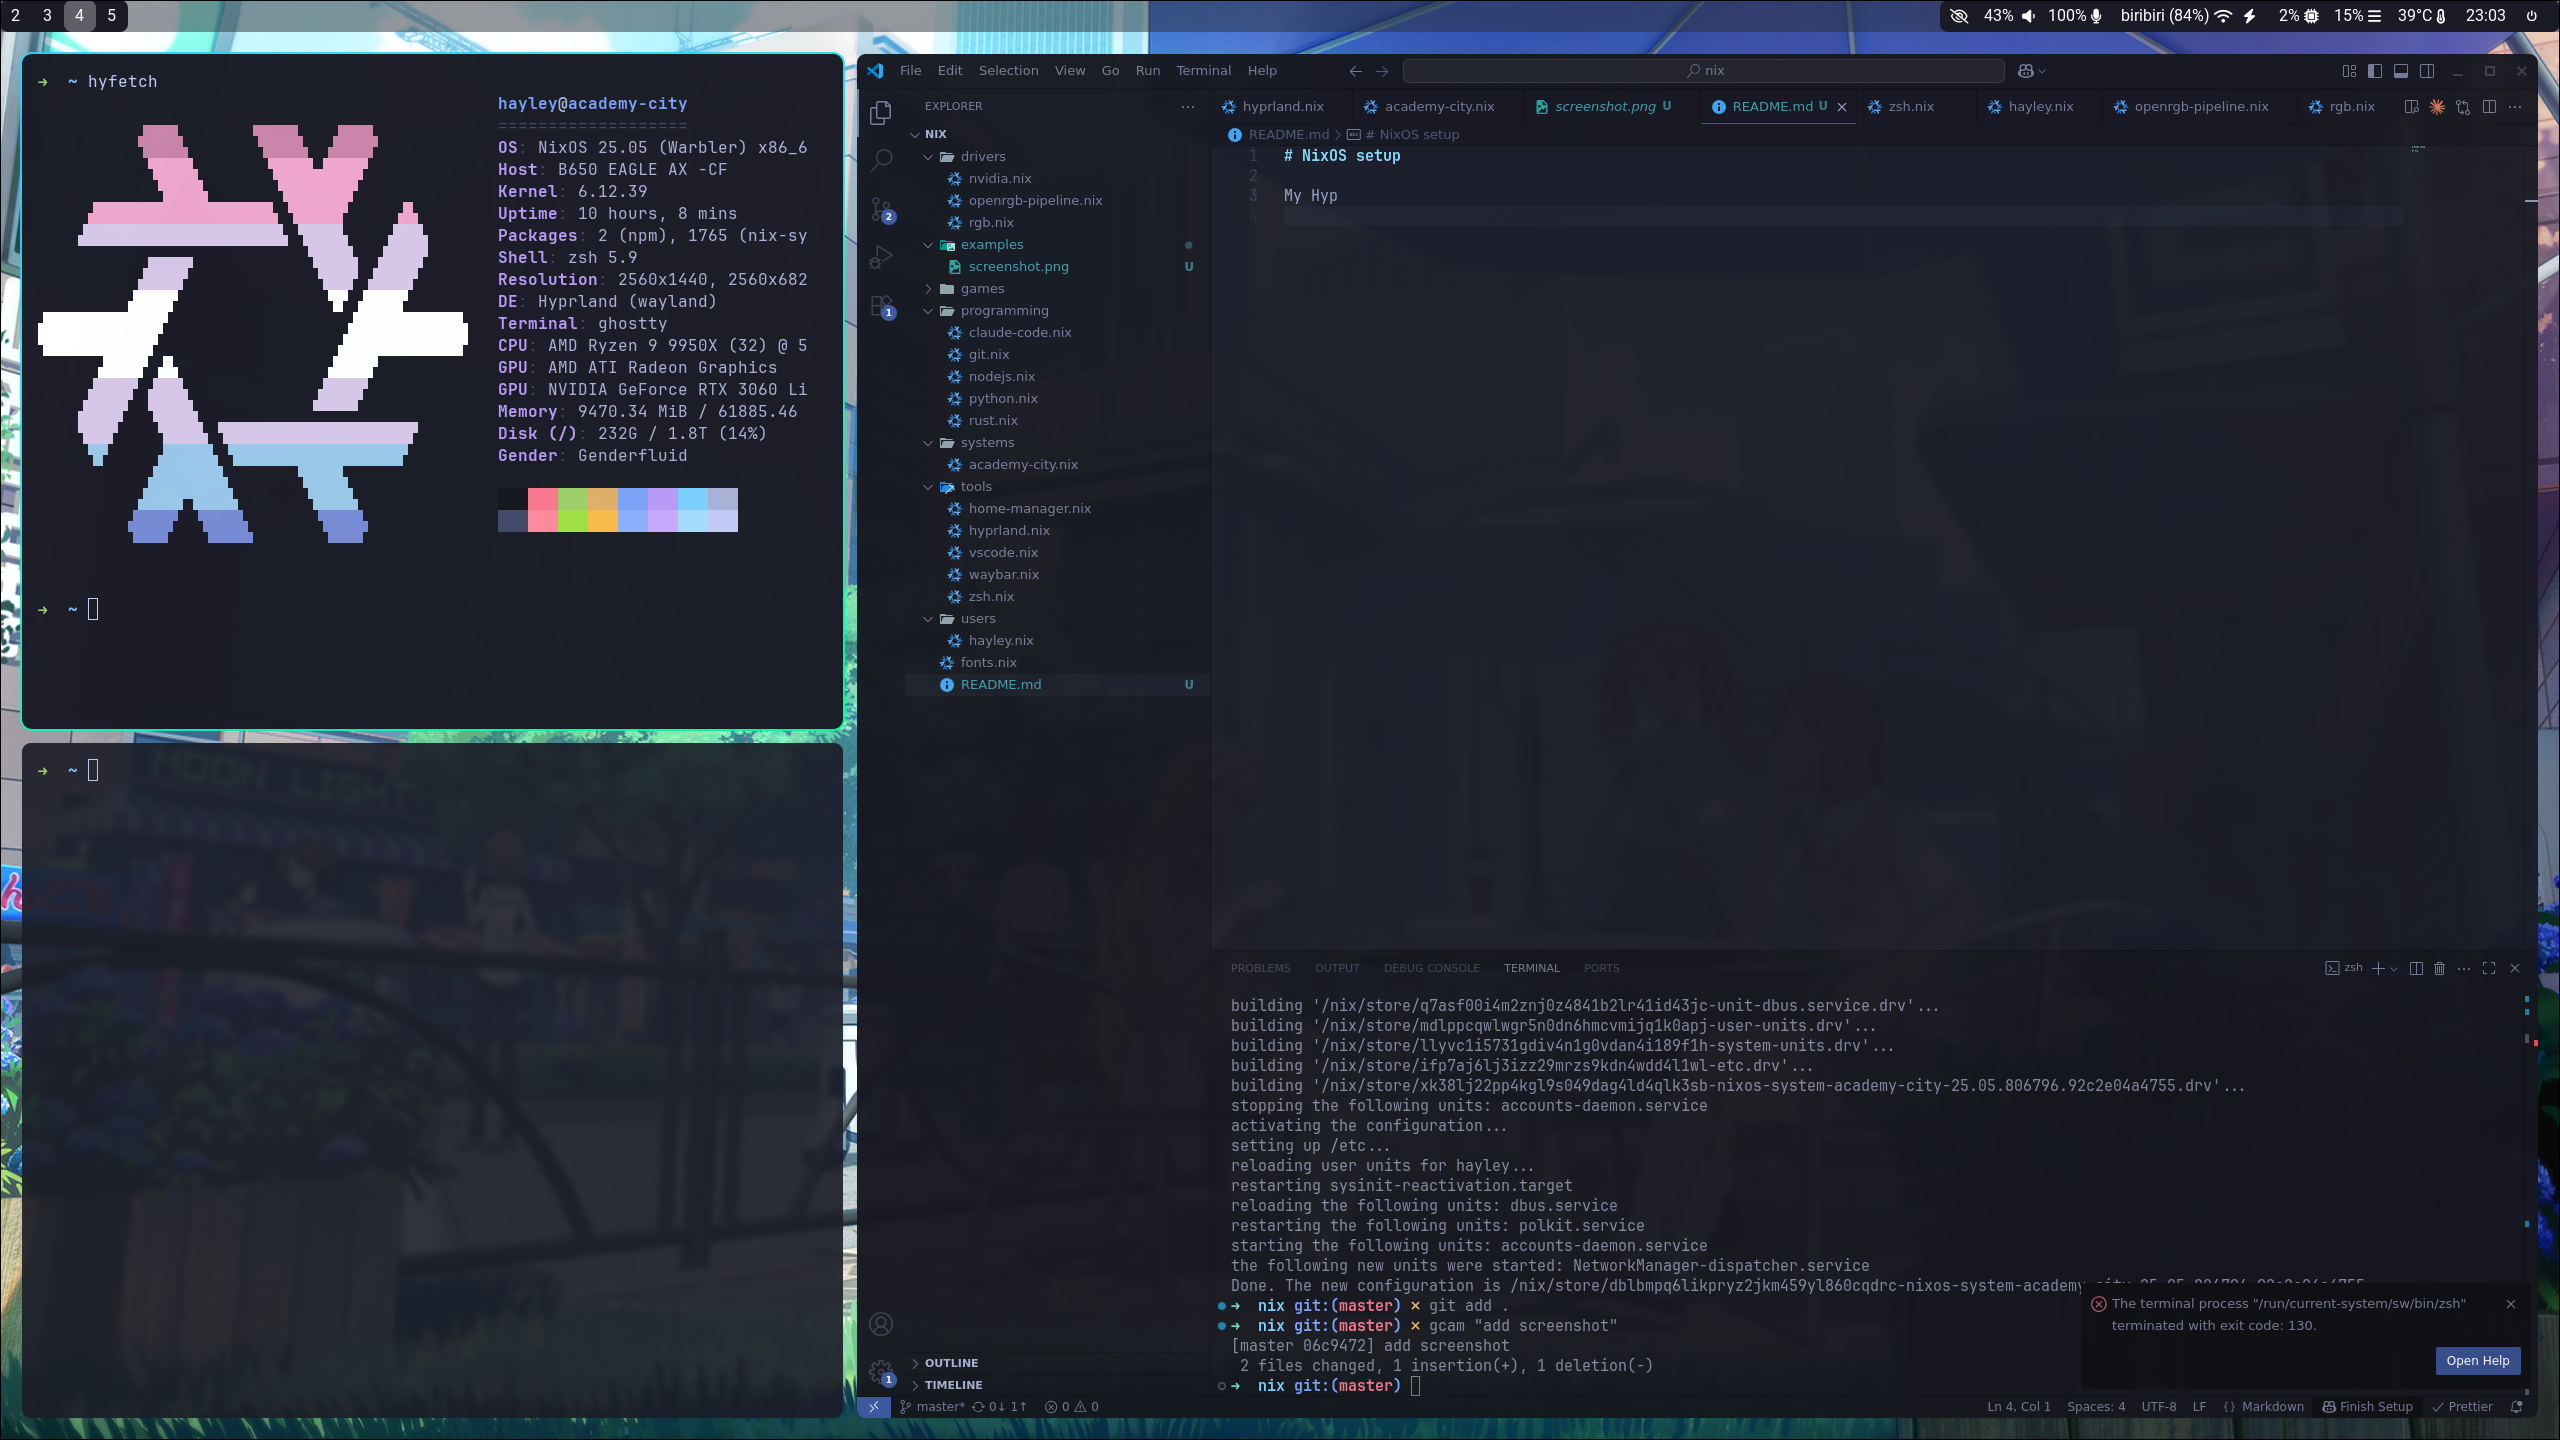 2 3 4 5
43% 100% biribiri (84%) 2% 15% 39°C 23:03
➜ ~ hyfetch
hayley@academy-city
===================
OS: NixOS 25.05 (Warbler) x86_6
Host: B650 EAGLE AX -CF
Kernel: 6.12.39
Uptime: 10 hours, 8 mins
Packages: 2 (npm), 1765 (nix-sy
Shell: zsh 5.9
Resolution: 2560x1440, 2560x682
DE: Hyprland (wayland)
Terminal: ghostty
CPU: AMD Ryzen 9 9950X (32) @ 5
GPU: AMD ATI Radeon Graphics
GPU: NVIDIA GeForce RTX 3060 Li
Memory: 9470.34 MiB / 61885.46
Disk (/): 232G / 1.8T (14%)
Gender: Genderfluid
➜ ~
➜ ~
MOON LIGHT
File Edit Selection View Go Run Terminal Help
nix
EXPLORER
NIX
drivers
nvidia.nix
openrgb-pipeline.nix
rgb.nix
examples
screenshot.png U
games
programming
claude-code.nix
git.nix
nodejs.nix
python.nix
rust.nix
systems
academy-city.nix
tools
home-manager.nix
hyprland.nix
vscode.nix
waybar.nix
zsh.nix
users
hayley.nix
fonts.nix
README.md U
2
1
1
OUTLINE
TIMELINE
hyprland.nix academy-city.nix screenshot.png U README.md U zsh.nix hayley.nix openrgb-pipeline.nix rgb.nix
README.md > # NixOS setup
1 # NixOS setup
2
3 My Hyp
4
PROBLEMS OUTPUT DEBUG CONSOLE TERMINAL PORTS
zsh
building '/nix/store/q7asf00i4m2znj0z4841b2lr41id43jc-unit-dbus.service.drv'...
building '/nix/store/mdlppcqwlwgr5n0dn6hmcvmijq1k0apj-user-units.drv'...
building '/nix/store/llyvc1i5731gdiv4n1g0vdan4i189f1h-system-units.drv'...
building '/nix/store/ifp7aj6lj3izz29mrzs9kdn4wdd4l1wl-etc.drv'...
building '/nix/store/xk38lj22pp4kgl9s049dag4ld4qlk3sb-nixos-system-academy-city-25.05.806796.92c2e04a4755.drv'...
stopping the following units: accounts-daemon.service
activating the configuration...
setting up /etc...
reloading user units for hayley...
restarting sysinit-reactivation.target
reloading the following units: dbus.service
restarting the following units: polkit.service
starting the following units: accounts-daemon.service
the following new units were started: NetworkManager-dispatcher.service
Done. The new configuration is /nix/store/dblbmpq6likpryz2jkm459yl860cqdrc-nixos-system-academy
➜ nix git:(master) × git add .
➜ nix git:(master) × gcam "add screenshot"
[master 06c9472] add screenshot
2 files changed, 1 insertion(+), 1 deletion(-)
➜ nix git:(master)
The terminal process "/run/current-system/sw/bin/zsh" terminated with exit code: 130.
Open Help
master* 0↓ 1↑ 0 0
Ln 4, Col 1 Spaces: 4 UTF-8 LF {} Markdown Finish Setup Prettier